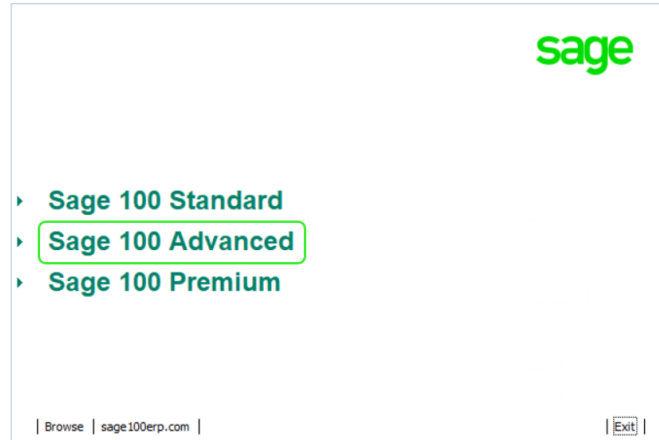 sage
Sage 100 Standard
Sage 100 Advanced
Sage 100 Premium
| Browse | sage100erp.com | | Exit |